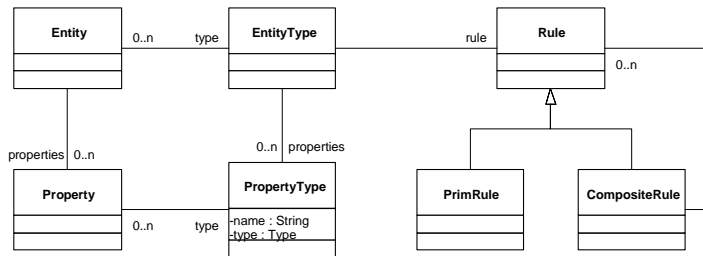 Entity
0..n
type
EntityType
rule
Rule
0..n
properties
0..n
0..n
properties
Property
0..n
type
PropertyType
-name : String
-type : Type
PrimRule
CompositeRule